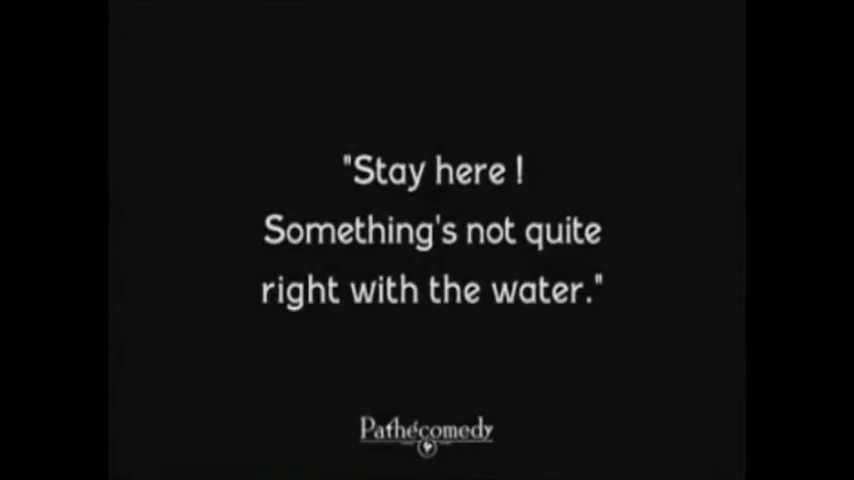 "Stay here !
Something's not quite
right with the water."
Pathécomedy